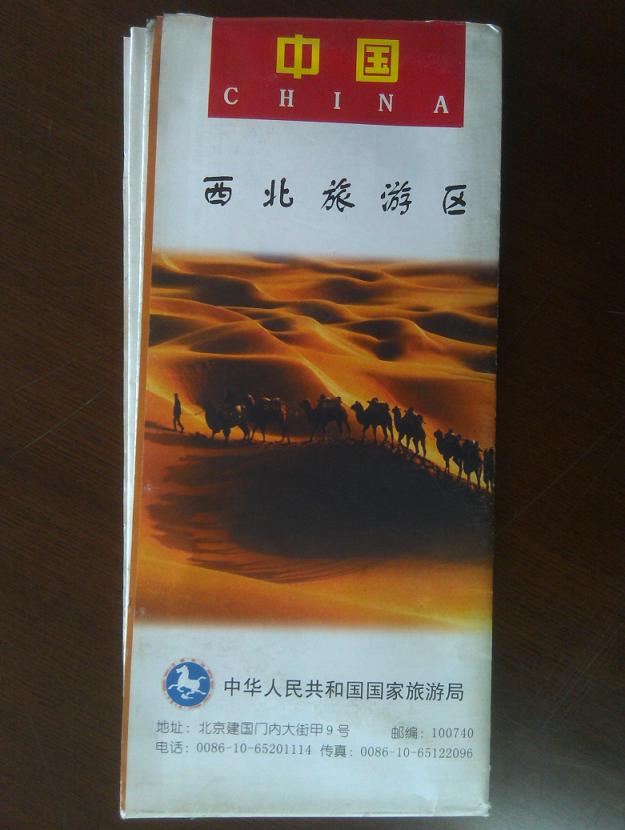 中国
CHINA
西北旅游区
中华人民共和国国家旅游局
地址：北京建国门内大街甲9号 邮编：100740
电话：0086-10-65201114 传真：0086-10-65122096